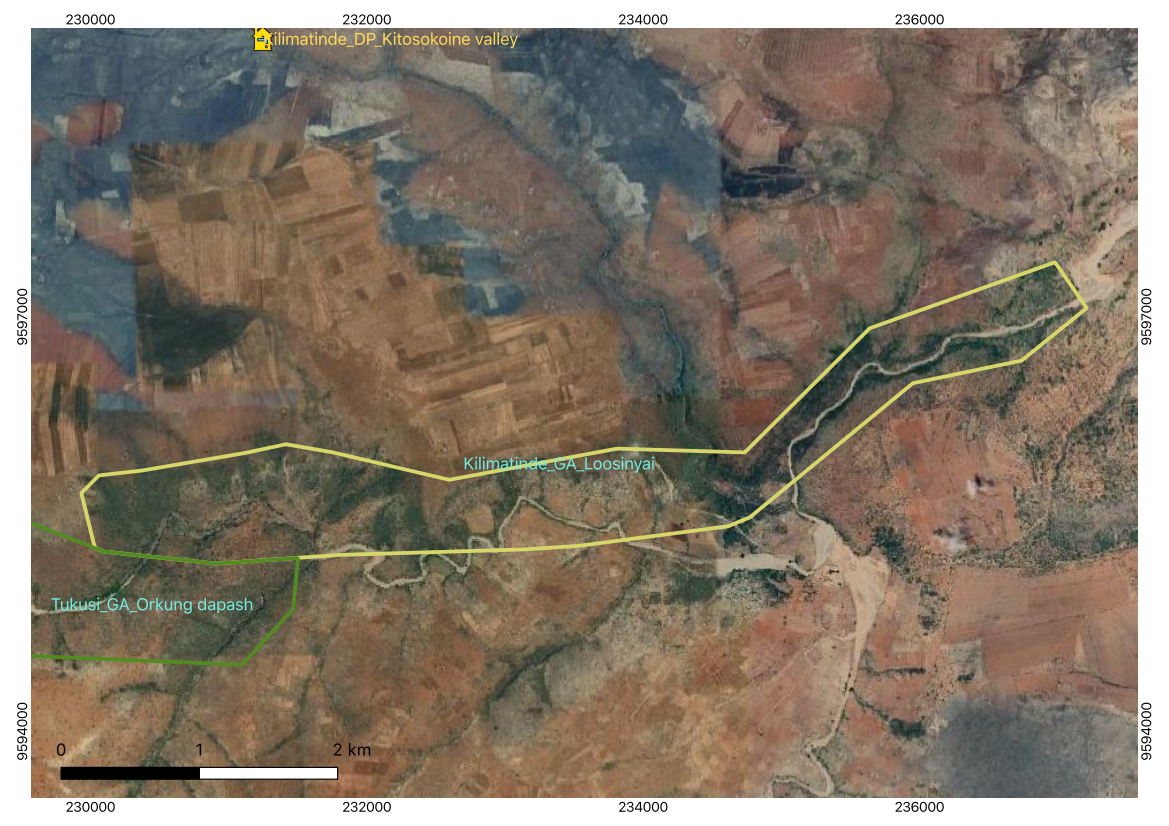 230000 232000 234000 236000
Kilimatinde_DP_Kitosokoine valley
9597000 9597000
Kilimatinde_GA_Loosinyai
Tukusi_GA_Orkung dapash
9594000 9594000
0 1 2 km
230000 232000 234000 236000